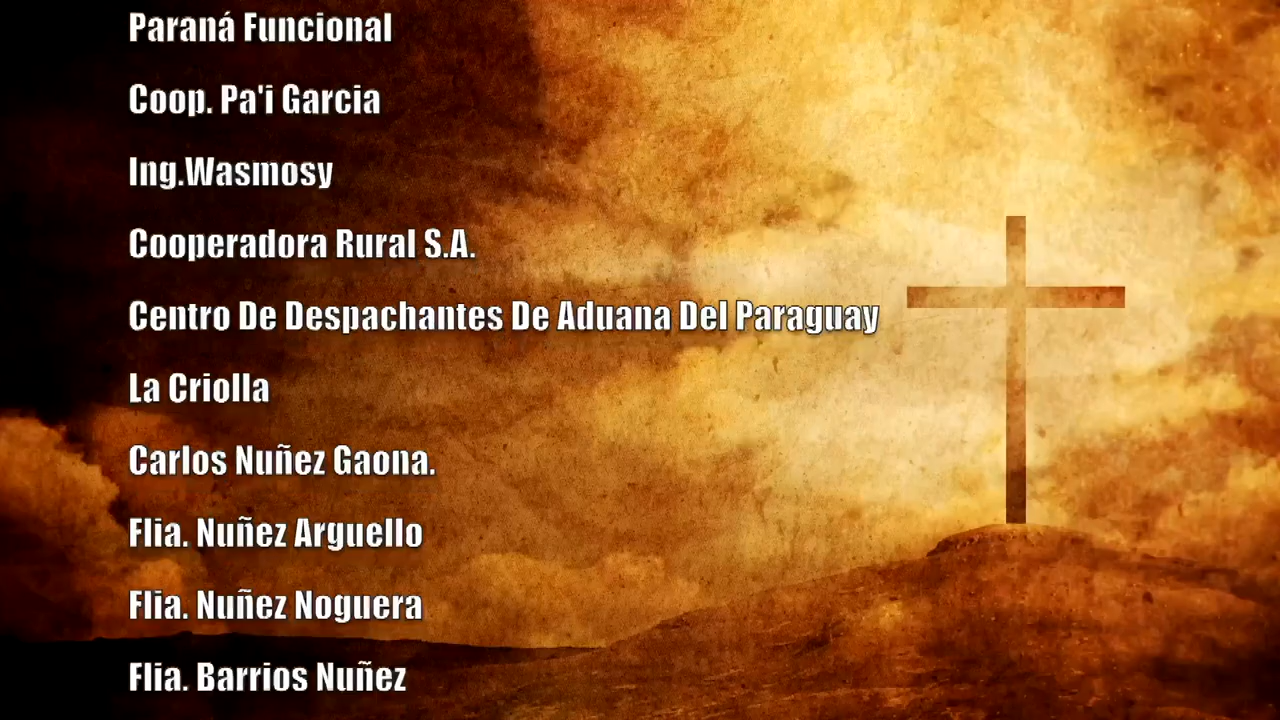 Paraná Funcional
Coop. Pa'i Garcia
Ing.Wasmosy
Cooperadora Rural S.A.
Centro De Despachantes De Aduana Del Paraguay
La Criolla
Carlos Nuñez Gaona.
Flia. Nuñez Arguello
Flia. Nuñez Noguera
Flia. Barrios Nuñez